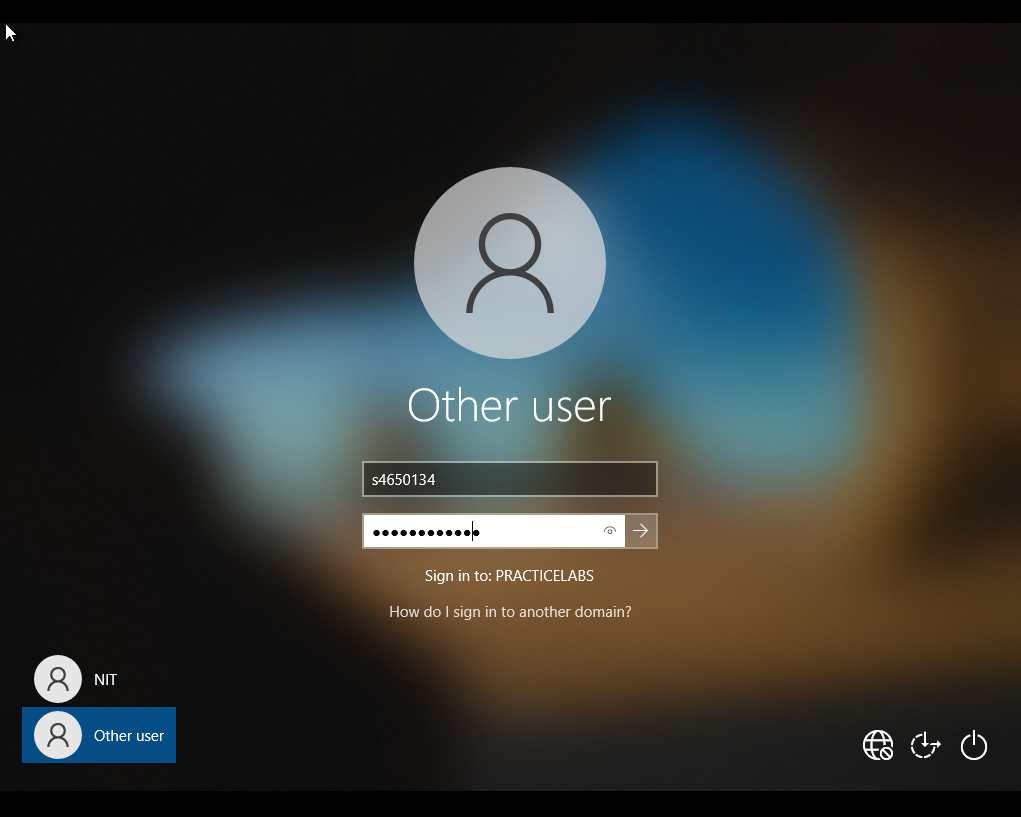 Other user
s4650134
Sign in to: PRACTICELABS
How do I sign in to another domain?
NIT
Other user